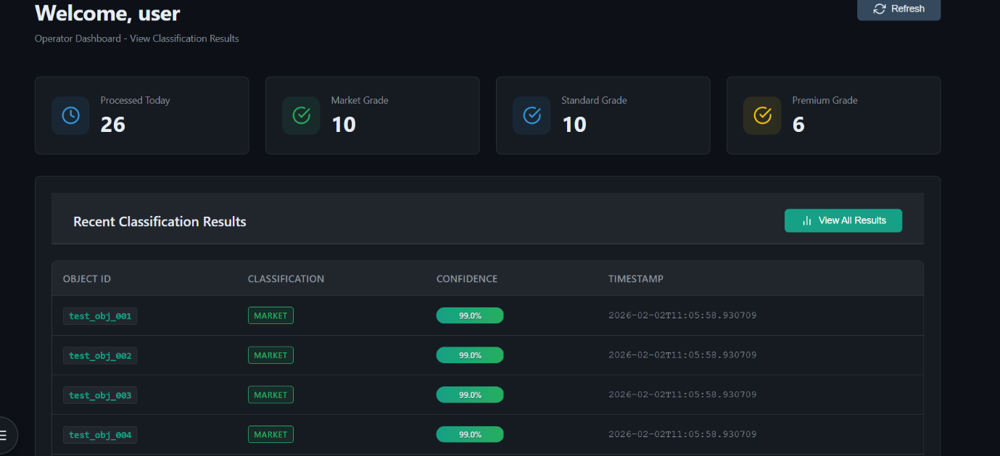 Welcome, user
Refresh
Operator Dashboard - View Classification Results
Processed Today
26
Market Grade
10
Standard Grade
10
Premium Grade
6
Recent Classification Results
View All Results
OBJECT ID CLASSIFICATION CONFIDENCE TIMESTAMP
test_obj_001 MARKET 99.0% 2026-02-02T11:05:58.930709
test_obj_002 MARKET 99.0% 2026-02-02T11:05:58.930709
test_obj_003 MARKET 99.0% 2026-02-02T11:05:58.930709
test_obj_004 MARKET 99.0% 2026-02-02T11:05:58.930709